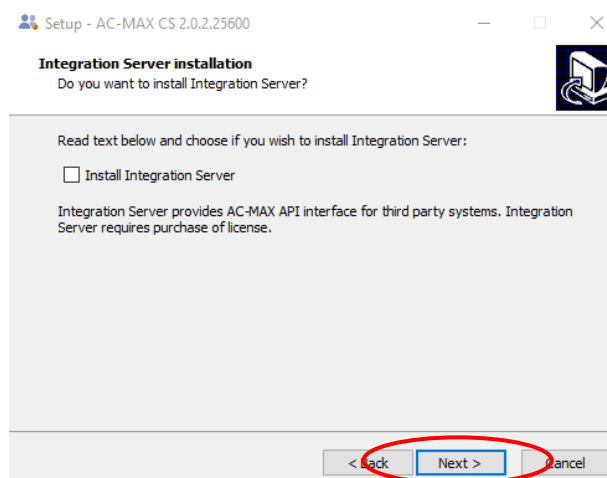 Setup - AC-MAX CS 2.0.2.25600
Integration Server installation
Do you want to install Integration Server?
Read text below and choose if you wish to install Integration Server:
Install Integration Server
Integration Server provides AC-MAX API interface for third party systems. Integration
Server requires purchase of license.
< Back Next > Cancel